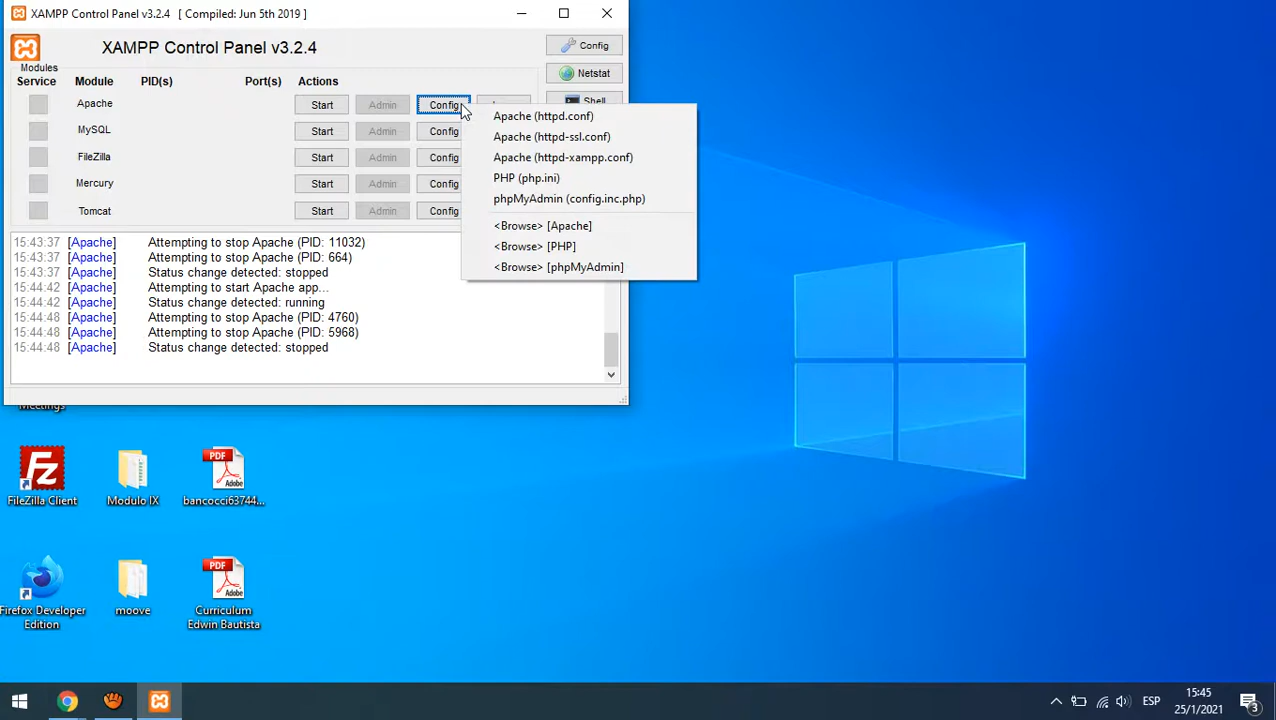 XAMPP Control Panel v3.2.4 [ Compiled: Jun 5th 2019 ]
XAMPP Control Panel v3.2.4
Config
Modules
Service Module PID(s) Port(s) Actions
Netstat
Apache Start Admin Config
Shell
MySQL Start Admin Config
FileZilla Start Admin Config
Mercury Start Admin Config
Tomcat Start Admin Config
Apache (httpd.conf)
Apache (httpd-ssl.conf)
Apache (httpd-xampp.conf)
PHP (php.ini)
phpMyAdmin (config.inc.php)
<Browse> [Apache]
<Browse> [PHP]
<Browse> [phpMyAdmin]
15:43:37 [Apache] Attempting to stop Apache (PID: 11032)
15:43:37 [Apache] Attempting to stop Apache (PID: 664)
15:43:37 [Apache] Status change detected: stopped
15:44:42 [Apache] Attempting to start Apache app...
15:44:42 [Apache] Status change detected: running
15:44:48 [Apache] Attempting to stop Apache (PID: 4760)
15:44:48 [Apache] Attempting to stop Apache (PID: 5968)
15:44:48 [Apache] Status change detected: stopped
Meetings
FileZilla Client
Modulo IX
PDF
Adobe
bancocci63744...
Firefox Developer
Edition
moove
PDF
Adobe
Curriculum
Edwin Bautista
ESP
15:45
25/1/2021
3